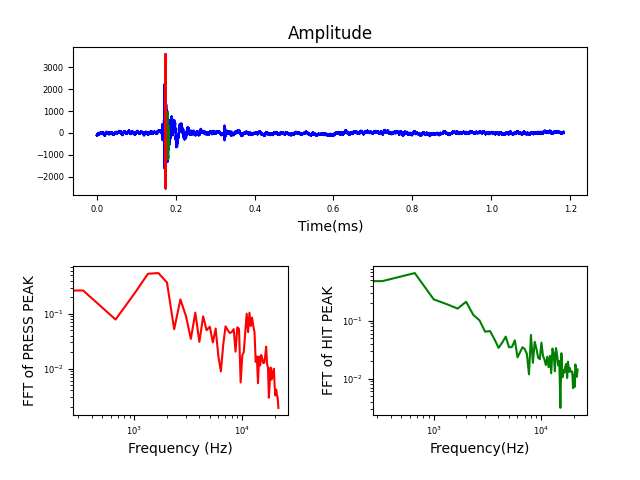 Amplitude
3000
2000
1000
0
−1000
−2000
0.0 0.2 0.4 0.6 0.8 1.0 1.2
Time(ms)
FFT of PRESS PEAK
10⁻¹
10⁻²
10³ 10⁴
Frequency (Hz)
FFT of HIT PEAK
10⁻¹
10⁻²
10³ 10⁴
Frequency(Hz)